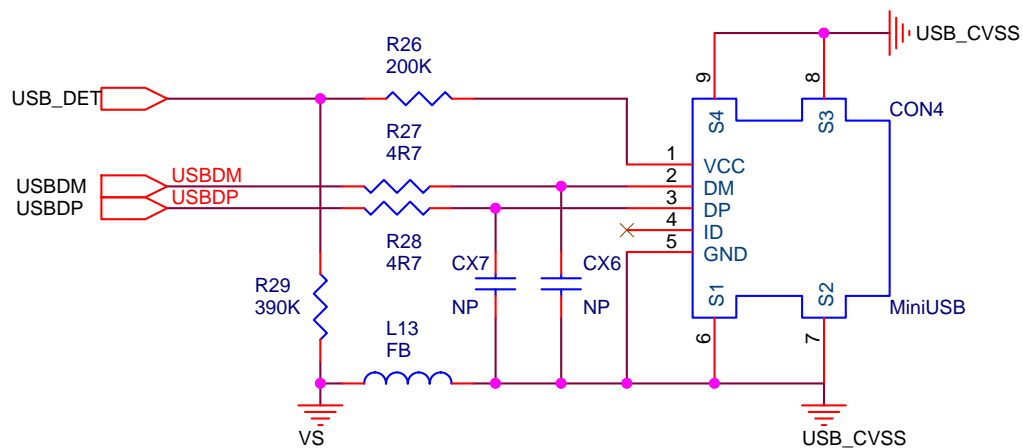 USB_CVSS
R26
200K
9
8
USB_DET
S4
S3
CON4
R27
4R7
1
VCC
USBDM
USBDM
2
DM
USBDP
USBDP
3
DP
4
ID
R28
4R7
5
GND
CX7
CX6
R29
390K
NP
NP
S1
S2
MiniUSB
L13
FB
6
7
VS
USB_CVSS